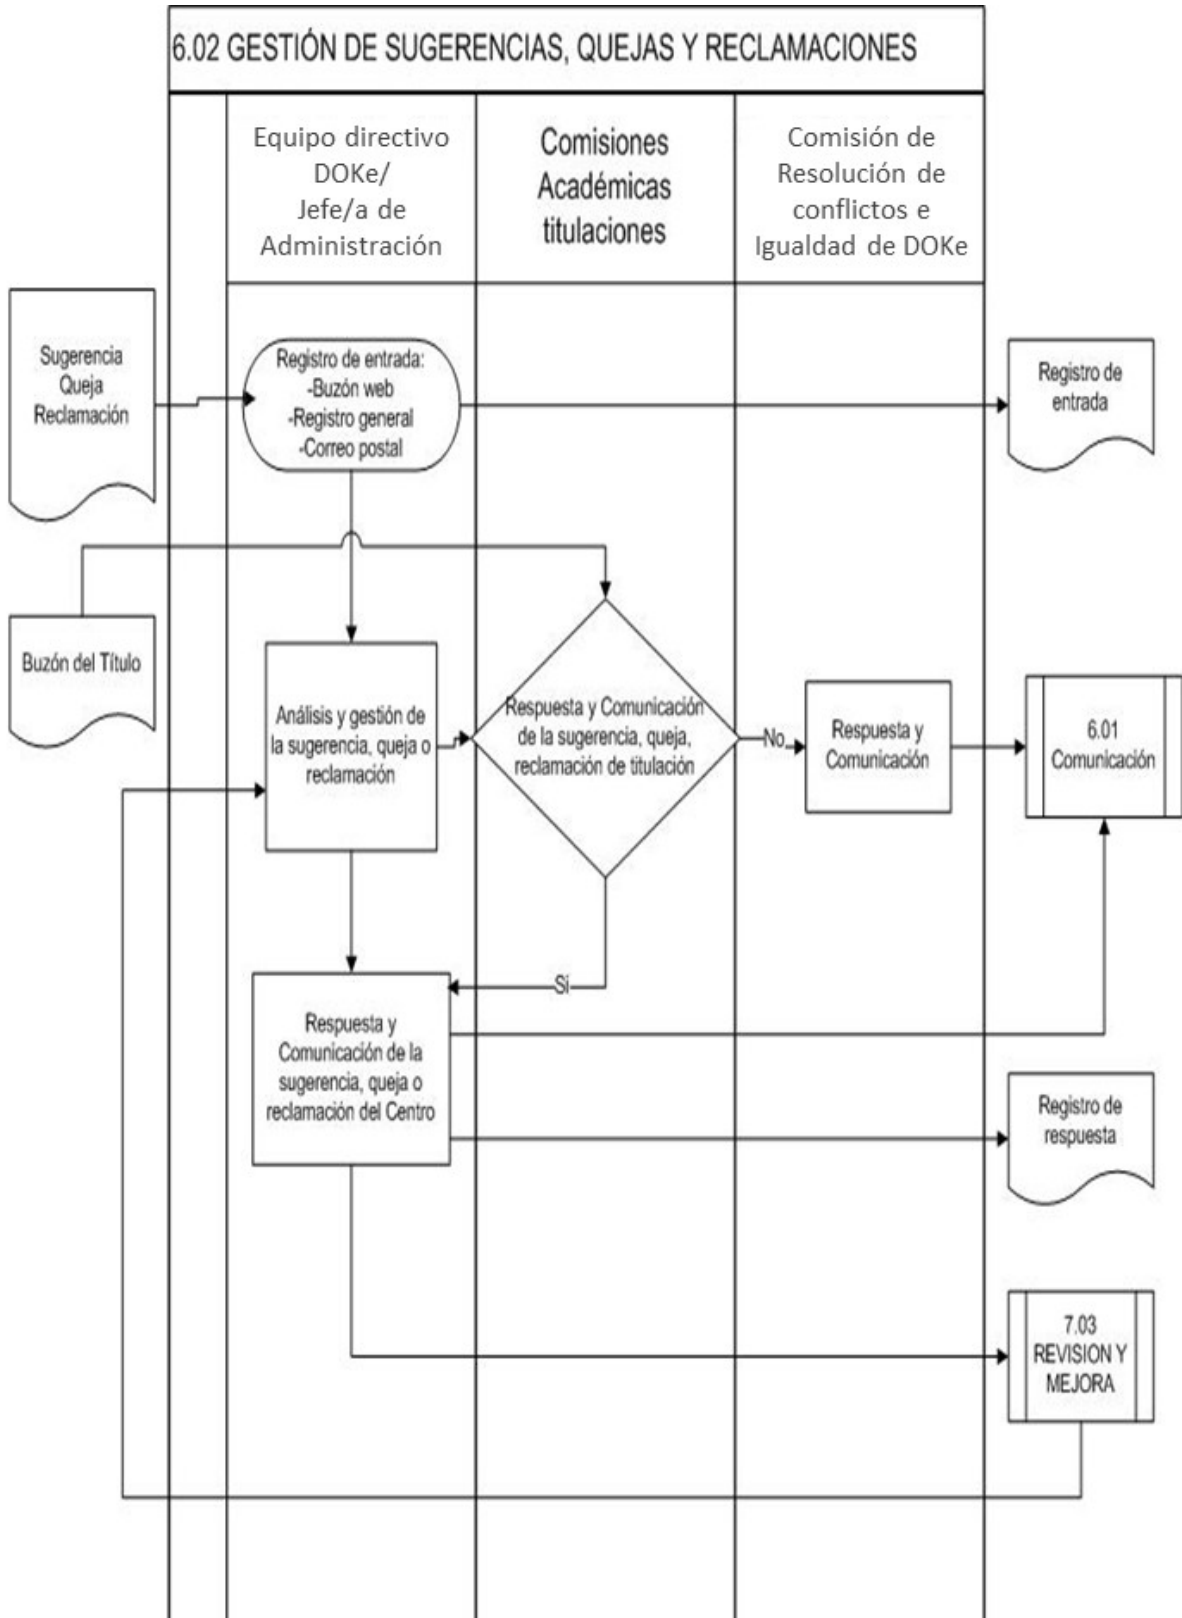 6.02 GESTIÓN DE SUGERENCIAS, QUEJAS Y RECLAMACIONES
Equipo directivo
DOKe/
Jefe/a de
Administración
Comisiones
Académicas
titulaciones
Comisión de
Resolución de
conflictos e
Igualdad de DOKe
Sugerencia
Queja
Reclamación
Registro de entrada:
-Buzón web
-Registro general
-Correo postal
Registro de
entrada
Buzón del Título
Análisis y gestión de
la sugerencia, queja o
reclamación
Respuesta y Comunicación
de la sugerencia, queja,
reclamación de titulación
No
Respuesta y
Comunicación
6.01
Comunicación
Si
Respuesta y
Comunicación de la
sugerencia, queja o
reclamación del Centro
Registro de
respuesta
7.03
REVISION Y
MEJORA